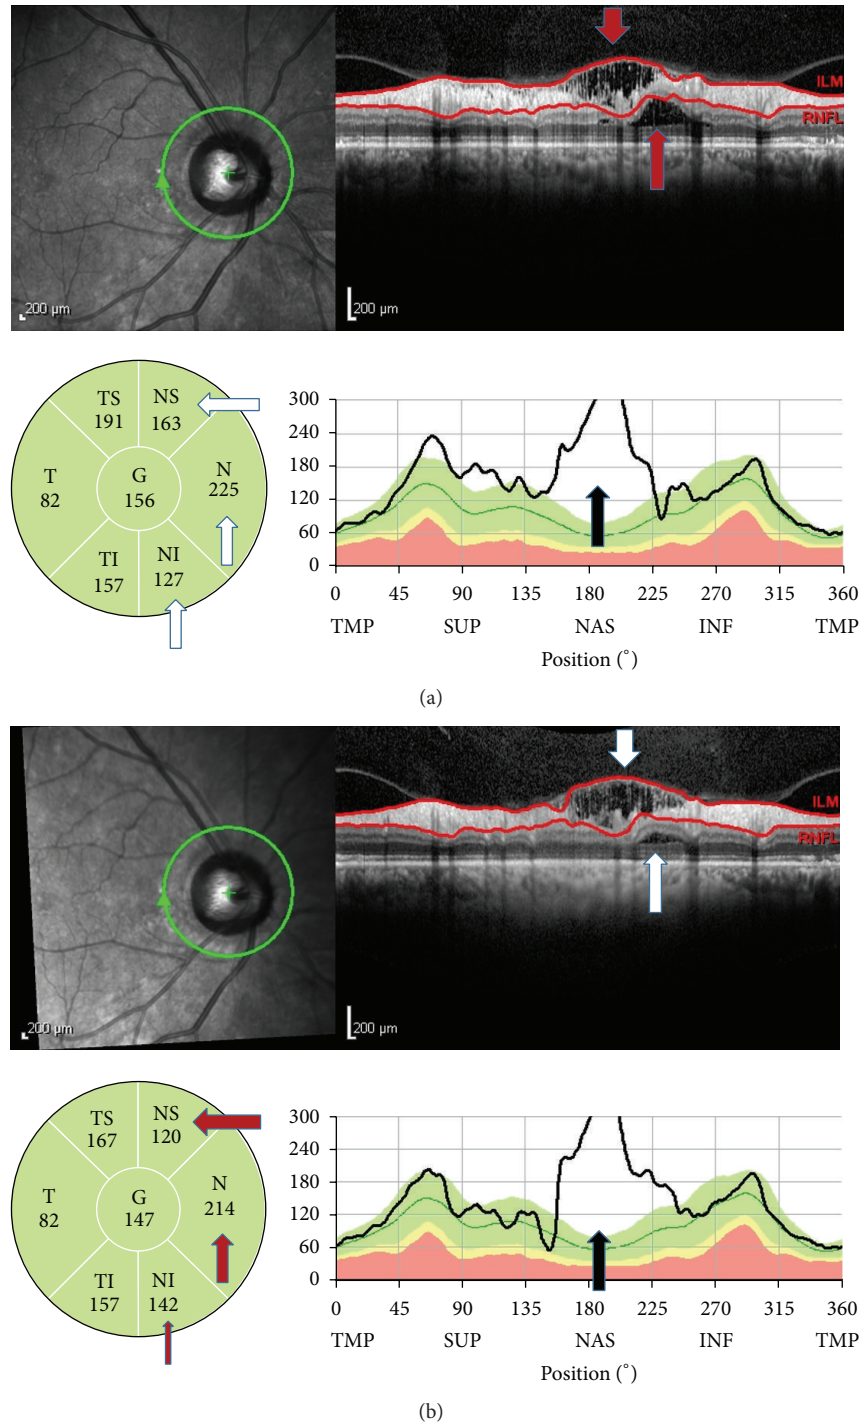 ILM
RNFL
200 µm
200 µm
TS
191
NS
163
T
82
G
156
N
225
TI
157
NI
127
300
240
180
120
60
0
0 45 90 135 180 225 270 315 360
TMP SUP NAS INF TMP
Position (°)
(a)
ILM
RNFL
200 µm
200 µm
TS
167
NS
120
T
82
G
147
N
214
TI
157
NI
142
300
240
180
120
60
0
0 45 90 135 180 225 270 315 360
TMP SUP NAS INF TMP
Position (°)
(b)